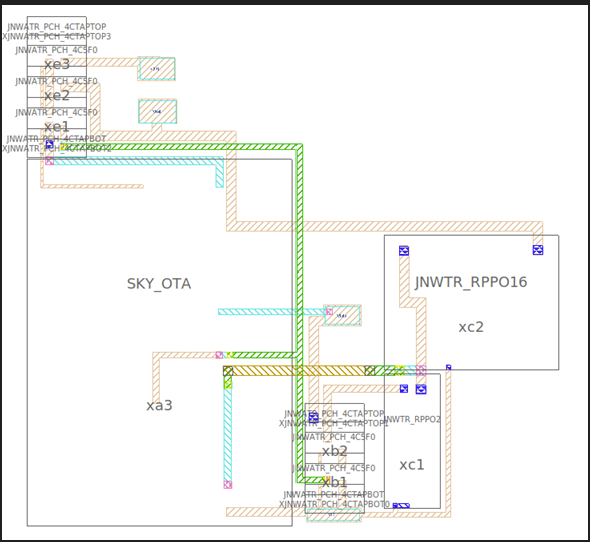 JNWATR_PCH_4CTAPTOP
XJNWATR_PCH_4CTAPTOP3
JNWATR_PCH_4C5F0
xe3
JNWATR_PCH_4C5F0
xe2
JNWATR_PCH_4C5F0
xe1
JNWATR_PCH_4CTAPBOT
XJNWATR_PCH_4CTAPBOT2
SKY_OTA
JNWTR_RPPO16
xc2
xa3
JNWATR_PCH_4CTAPTOP
XJNWATR_PCH_4CTAPTOP1
JNWTR_RPPO2
JNWATR_PCH_4C5F0
xb2
xc1
JNWATR_PCH_4C5F0
xb1
JNWATR_PCH_4CTAPBOT
XJNWATR_PCH_4CTAPBOT0